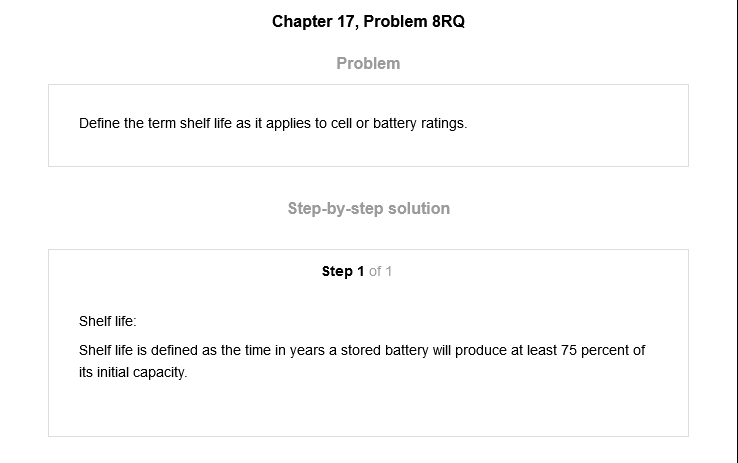 Chapter 17, Problem 8RQ
Problem
Define the term shelf life as it applies to cell or battery ratings.
Step-by-step solution
Step 1 of 1
Shelf life:
Shelf life is defined as the time in years a stored battery will produce at least 75 percent of
its initial capacity.